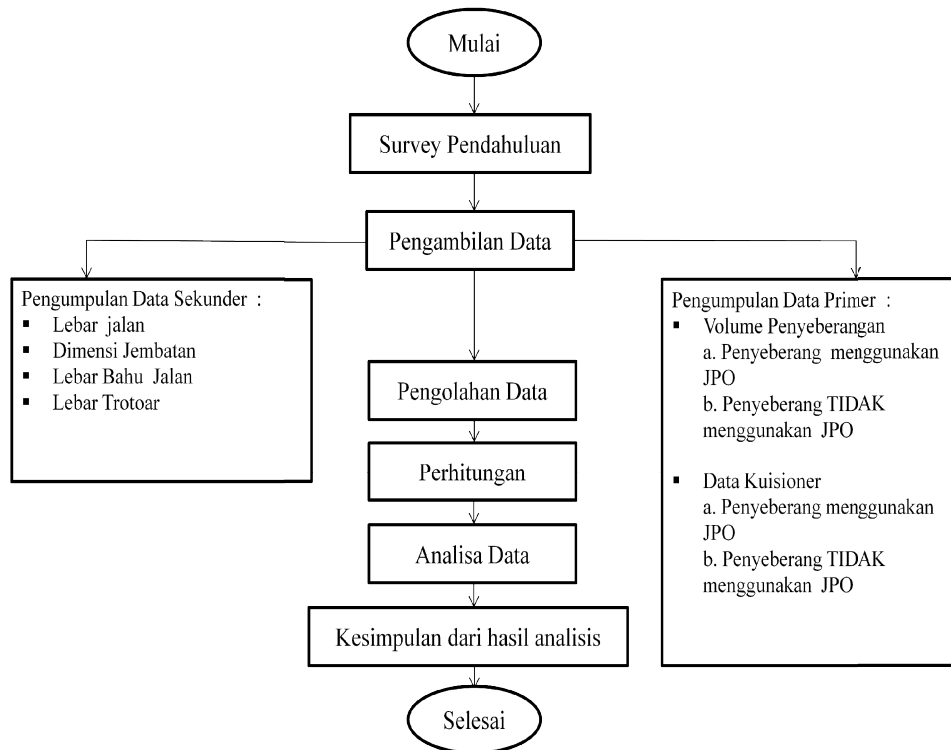 Mulai
Survey Pendahuluan
Pengambilan Data
Pengumpulan Data Sekunder :
▪ Lebar jalan
▪ Dimensi Jembatan
▪ Lebar Bahu Jalan
▪ Lebar Trotoar
Pengumpulan Data Primer :
▪ Volume Penyeberangan
a. Penyeberang menggunakan
JPO
b. Penyeberang TIDAK
menggunakan JPO
▪ Data Kuisioner
a. Penyeberang menggunakan
JPO
b. Penyeberang TIDAK
menggunakan JPO
Pengolahan Data
Perhitungan
Analisa Data
Kesimpulan dari hasil analisis
Selesai